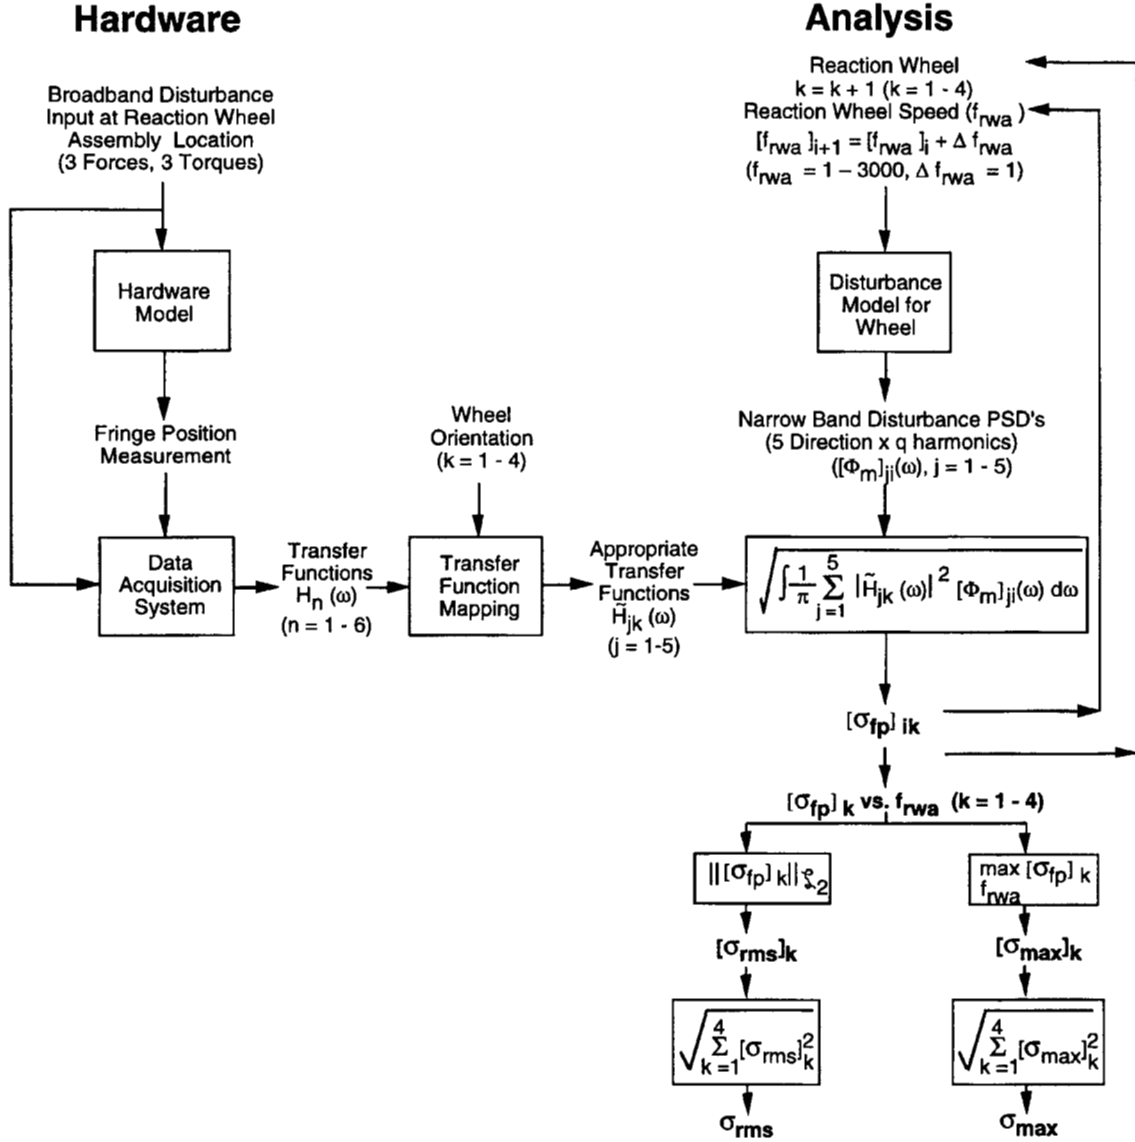 Hardware
Broadband Disturbance
Input at Reaction Wheel
Assembly Location
(3 Forces, 3 Torques)
Hardware
Model
Fringe Position
Measurement
Data
Acquisition
System
Transfer
Functions
Hn (ω)
(n = 1 - 6)
Wheel
Orientation
(k = 1 - 4)
Transfer
Function
Mapping
Appropriate
Transfer
Functions
H̃jk (ω)
(j = 1-5)
Analysis
Reaction Wheel
k = k + 1 (k = 1 - 4)
Reaction Wheel Speed (frwa )
[frwa ]i+1 = [frwa ]i + Δ frwa
(frwa = 1 – 3000, Δ frwa = 1)
Disturbance
Model for
Wheel
Narrow Band Disturbance PSD's
(5 Direction x q harmonics)
([Φm]ji(ω), j = 1 - 5)
√∫ 1/π 5 Σ j =1 |H̃jk (ω)| 2 [Φm]ji(ω) dω
[σfp] ik
[σfp] k vs. frwa (k = 1 - 4)
||[σfp] k|| ℒ2
[σrms]k
√ 4 Σ k =1 [σrms]2k
σrms
max [σfp] k
frwa
[σmax]k
√ 4 Σ k =1 [σmax]2k
σmax